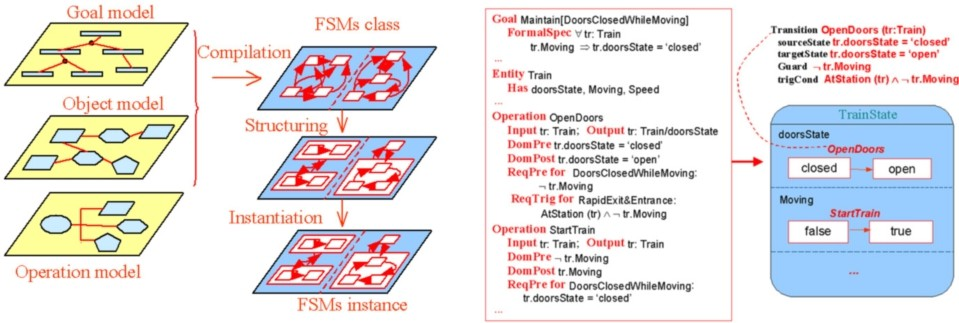 Goal model
Object model
Operation model
Compilation
Structuring
Instantiation
FSMs class
FSMs instance
Goal Maintain[DoorsClosedWhileMoving]
FormalSpec ∀ tr: Train
tr.Moving ⇒ tr.doorsState = 'closed'
...
Entity Train
Has doorsState, Moving, Speed
...
Operation OpenDoors
Input tr: Train; Output tr: Train/doorsState
DomPre tr.doorsState = 'closed'
DomPost tr.doorsState = 'open'
ReqPre for DoorsClosedWhileMoving:
¬ tr.Moving
ReqTrig for RapidExit&Entrance:
AtStation (tr) ∧ ¬ tr.Moving
Operation StartTrain
Input tr: Train; Output tr: Train
DomPre ¬ tr.Moving
DomPost tr.Moving
ReqPre for DoorsClosedWhileMoving:
tr.doorsState = 'closed'
...
Transition OpenDoors (tr:Train)
sourceState tr.doorsState = 'closed'
targetState tr.doorsState = 'open'
Guard ¬ tr.Moving
trigCond AtStation (tr) ∧ ¬ tr.Moving
TrainState
doorsState
OpenDoors
closed open
Moving
StartTrain
false true
...